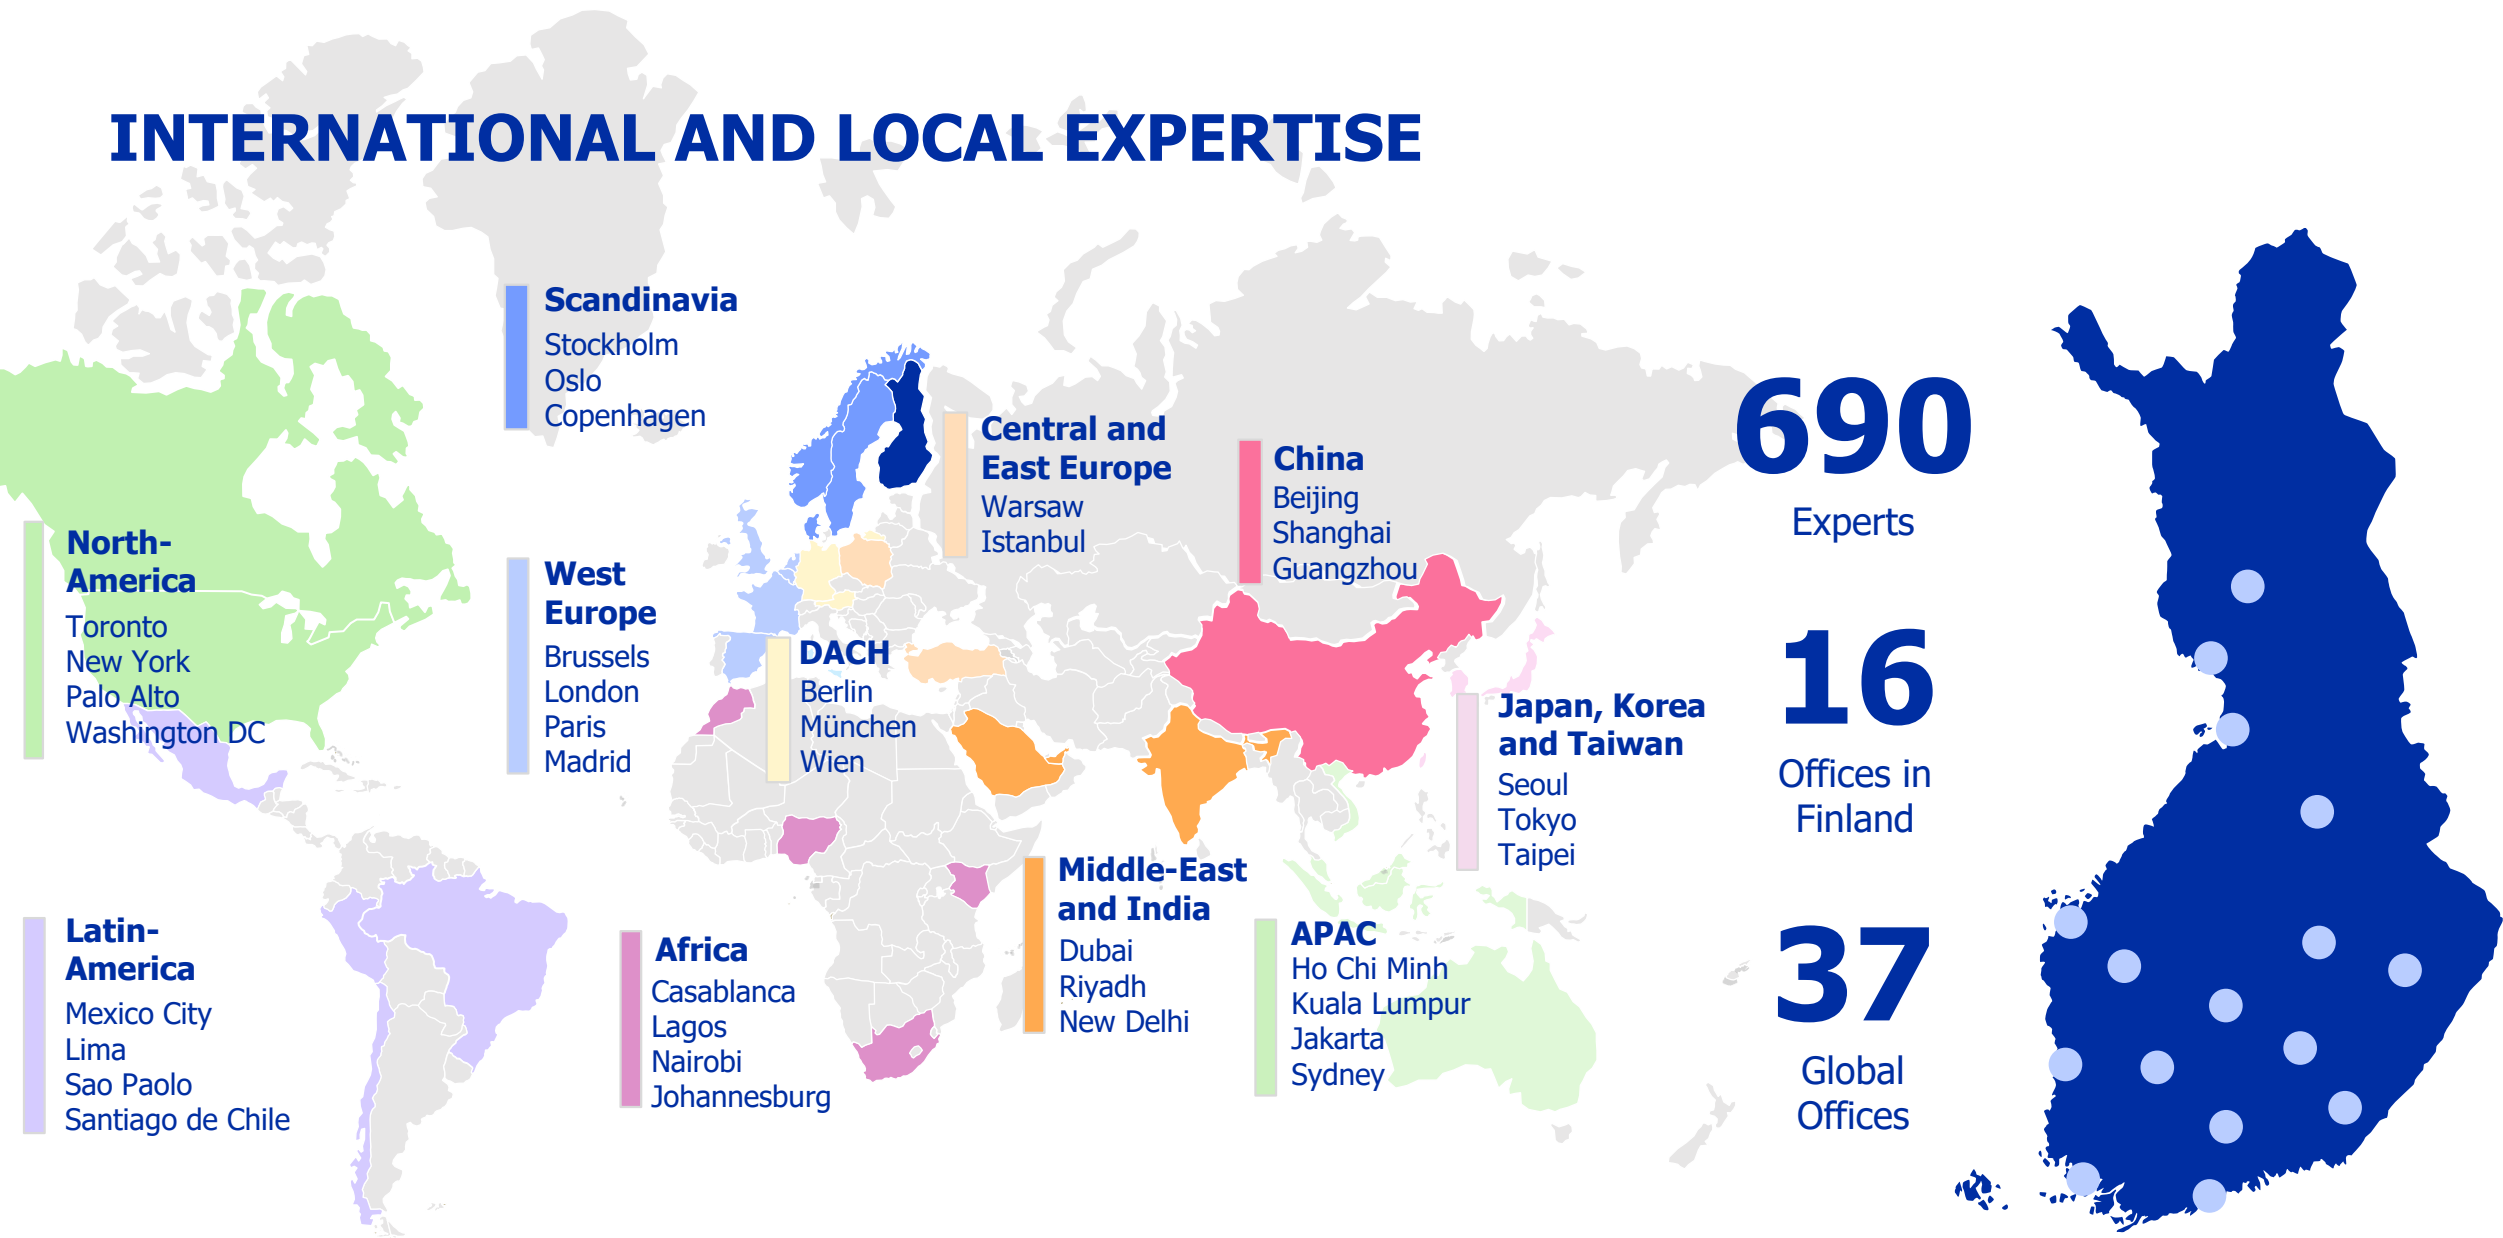 INTERNATIONAL AND LOCAL EXPERTISE
Scandinavia
Stockholm
Oslo
Copenhagen
Central and
East Europe
Warsaw
Istanbul
China
Beijing
Shanghai
Guangzhou
North-
America
Toronto
New York
Palo Alto
Washington DC
West
Europe
Brussels
London
Paris
Madrid
DACH
Berlin
München
Wien
Japan, Korea
and Taiwan
Seoul
Tokyo
Taipei
Latin-
America
Mexico City
Lima
Sao Paolo
Santiago de Chile
Africa
Casablanca
Lagos
Nairobi
Johannesburg
Middle-East
and India
Dubai
Riyadh
New Delhi
APAC
Ho Chi Minh
Kuala Lumpur
Jakarta
Sydney
690
Experts
16
Offices in
Finland
37
Global
Offices